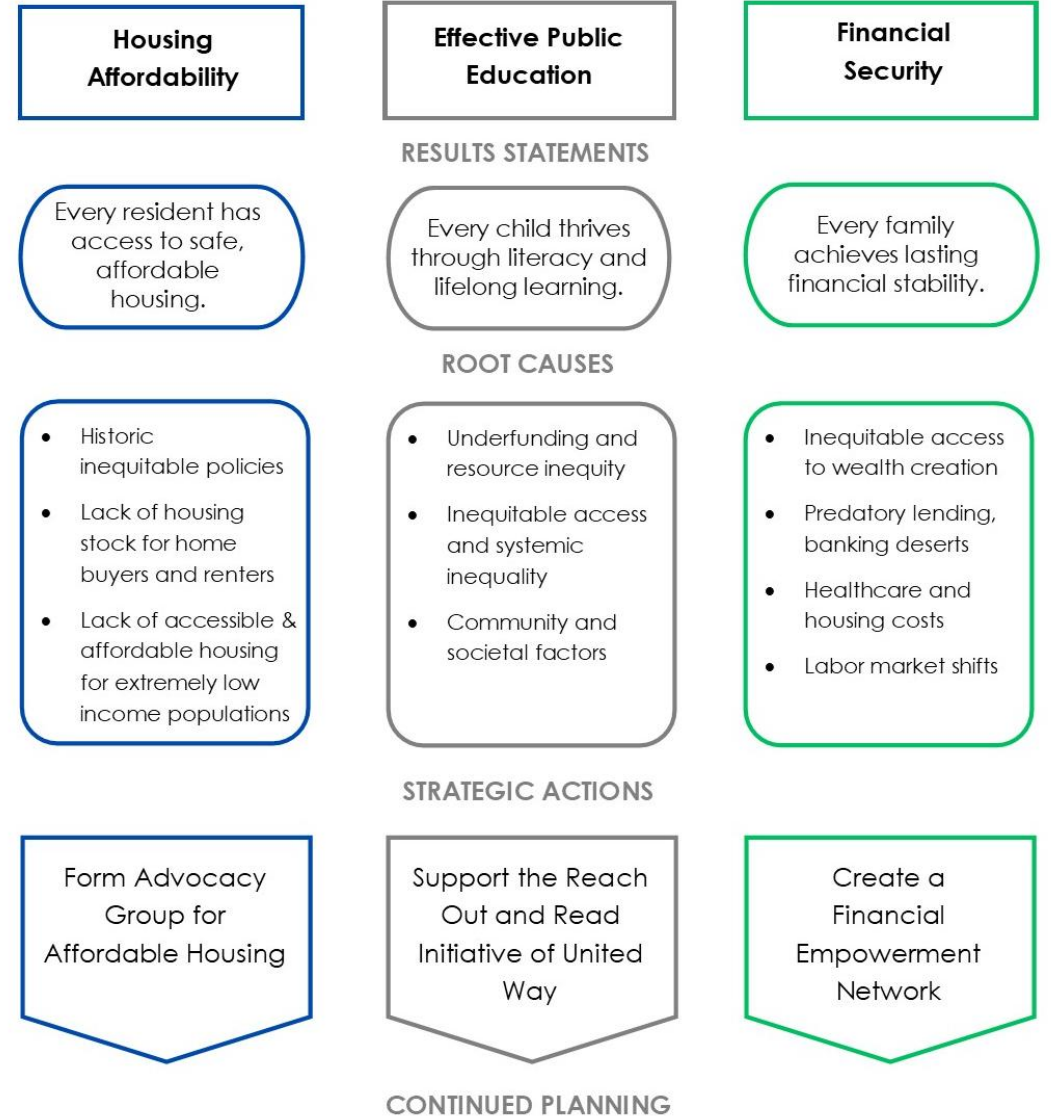 Housing
Affordability
Effective Public
Education
Financial
Security
RESULTS STATEMENTS
Every resident has
access to safe,
affordable
housing.
Every child thrives
through literacy and
lifelong learning.
Every family
achieves lasting
financial stability.
ROOT CAUSES
• Historic
inequitable policies
• Lack of housing
stock for home
buyers and renters
• Lack of accessible &
affordable housing
for extremely low
income populations
• Underfunding and
resource inequity
• Inequitable access
and systemic
inequality
• Community and
societal factors
• Inequitable access
to wealth creation
• Predatory lending,
banking deserts
• Healthcare and
housing costs
• Labor market shifts
STRATEGIC ACTIONS
Form Advocacy
Group for
Affordable Housing
Support the Reach
Out and Read
Initiative of United
Way
Create a
Financial
Empowerment
Network
CONTINUED PLANNING